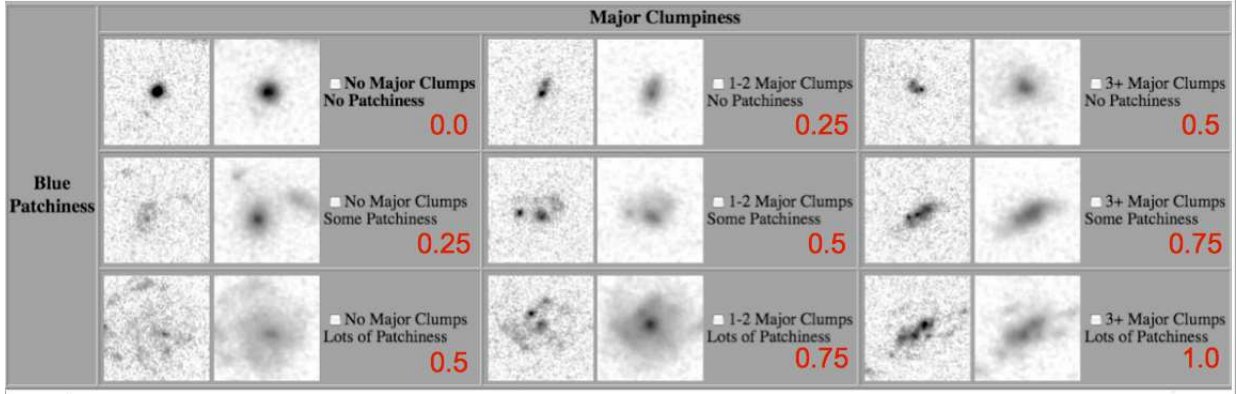 Major Clumpiness
No Major Clumps
No Patchiness
0.0
1-2 Major Clumps
No Patchiness
0.25
3+ Major Clumps
No Patchiness
0.5
Blue
Patchiness
No Major Clumps
Some Patchiness
0.25
1-2 Major Clumps
Some Patchiness
0.5
3+ Major Clumps
Some Patchiness
0.75
No Major Clumps
Lots of Patchiness
0.5
1-2 Major Clumps
Lots of Patchiness
0.75
3+ Major Clumps
Lots of Patchiness
1.0